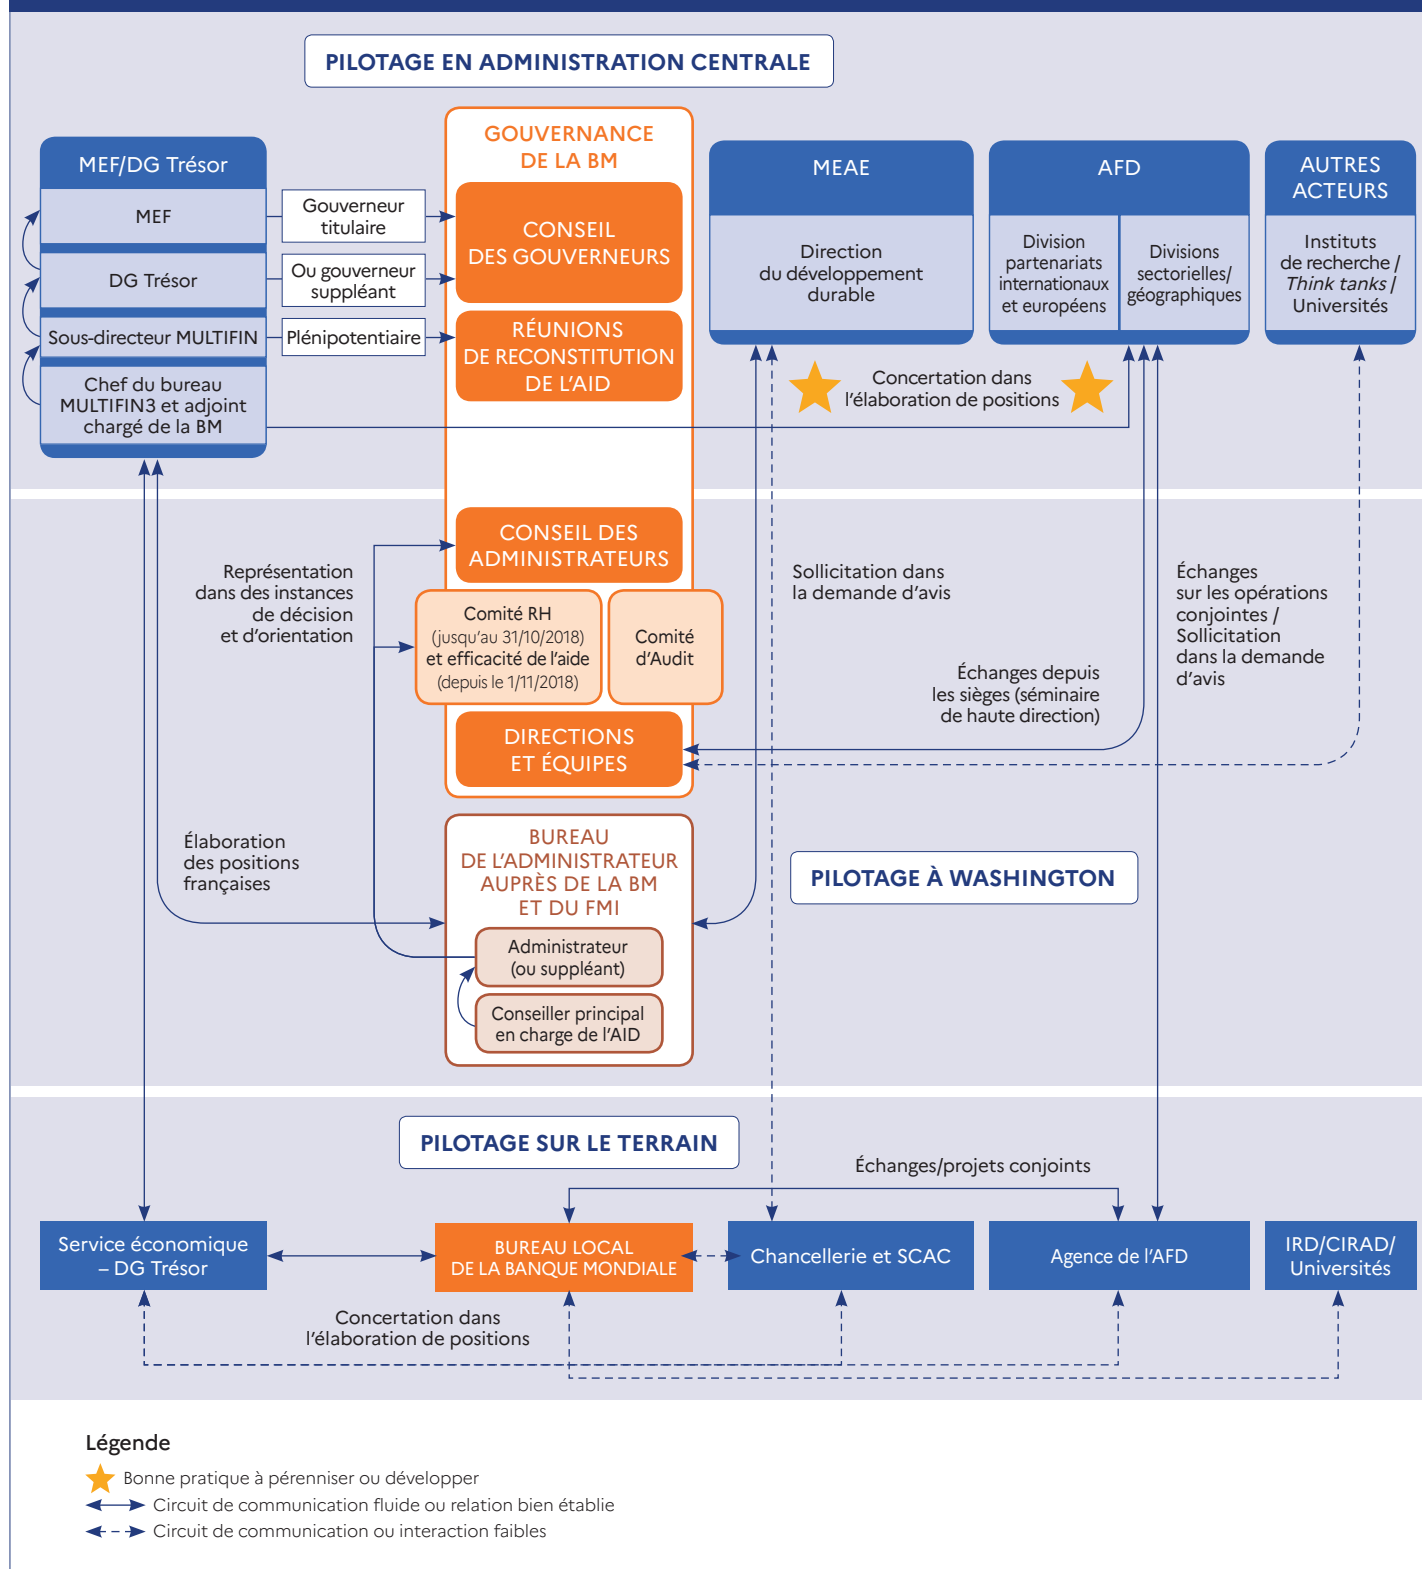 PILOTAGE EN ADMINISTRATION CENTRALE
MEF/DG Trésor
MEF
DG Trésor
Sous-directeur MULTIFIN
Chef du bureau
MULTIFIN3 et adjoint
chargé de la BM
Gouverneur
titulaire
Ou gouverneur
suppléant
Plénipotentiaire
GOUVERNANCE
DE LA BM
CONSEIL
DES GOUVERNEURS
RÉUNIONS
DE RECONSTITUTION
DE L'AID
MEAE
Direction
du développement
durable
AFD
Division
partenariats
internationaux
et européens
Divisions
sectorielles/
géographiques
AUTRES
ACTEURS
Instituts
de recherche /
Think tanks /
Universités
Concertation dans
l'élaboration de positions
CONSEIL DES
ADMINISTRATEURS
Représentation
dans des instances
de décision
et d'orientation
Comité RH
(jusqu'au 31/10/2018)
et efficacité de l'aide
(depuis le 1/11/2018)
Comité
d'Audit
DIRECTIONS
ET ÉQUIPES
Sollicitation dans
la demande d'avis
Échanges depuis
les sièges (séminaire
de haute direction)
Échanges
sur les opérations
conjointes /
Sollicitation
dans la demande
d'avis
Élaboration
des positions
françaises
BUREAU
DE L'ADMINISTRATEUR
AUPRÈS DE LA BM
ET DU FMI
Administrateur
(ou suppléant)
Conseiller principal
en charge de l'AID
PILOTAGE À WASHINGTON
PILOTAGE SUR LE TERRAIN
Échanges/projets conjoints
Service économique
– DG Trésor
BUREAU LOCAL
DE LA BANQUE MONDIALE
Chancellerie et SCAC
Agence de l'AFD
IRD/CIRAD/
Universités
Concertation dans
l'élaboration de positions
Légende
Bonne pratique à pérenniser ou développer
Circuit de communication fluide ou relation bien établie
Circuit de communication ou interaction faibles